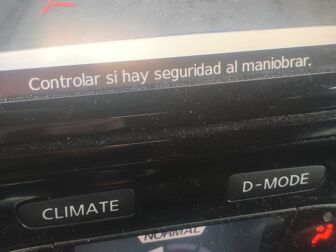 Controlar si hay seguridad al maniobrar.
CLIMATE
D-MODE
NORMAL